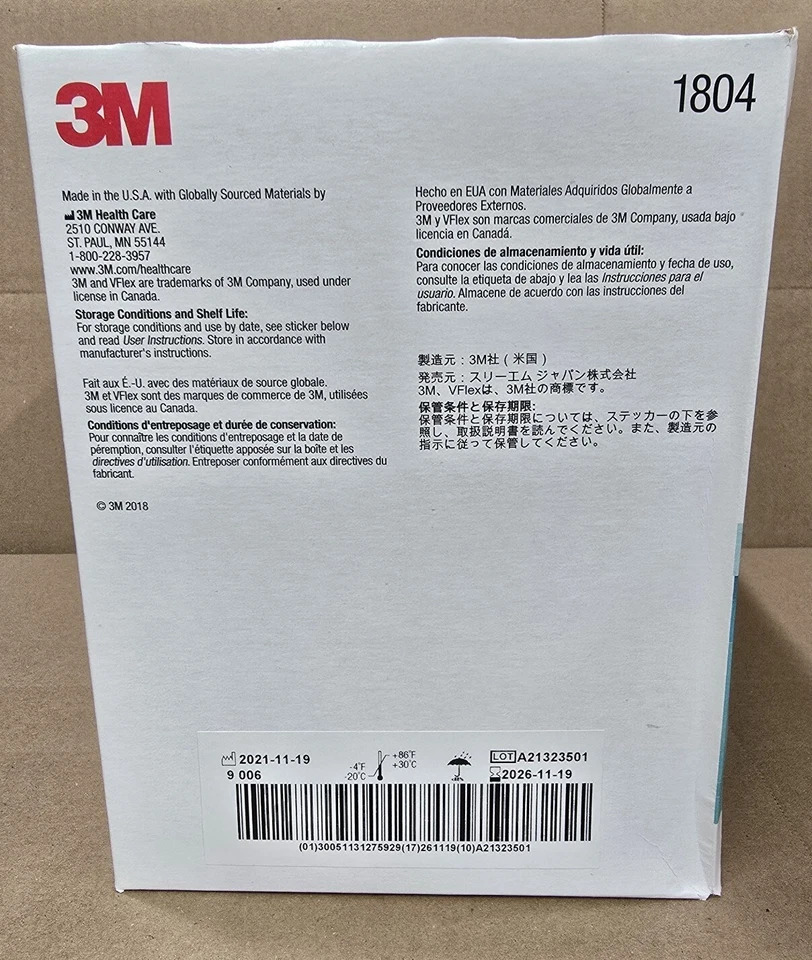 3M
1804
Made in the U.S.A. with Globally Sourced Materials by
3M Health Care
2510 CONWAY AVE.
ST. PAUL, MN 55144
1-800-228-3957
www.3M.com/healthcare
3M and VFlex are trademarks of 3M Company, used under
license in Canada.
Storage Conditions and Shelf Life:
For storage conditions and use by date, see sticker below
and read User Instructions. Store in accordance with
manufacturer's instructions.
Fait aux É.-U. avec des matériaux de source globale.
3M et VFlex sont des marques de commerce de 3M, utilisées
sous licence au Canada.
Conditions d'entreposage et durée de conservation:
Pour connaître les conditions d'entreposage et la date de
péremption, consulter l'étiquette apposée sur la boîte et les
directives d'utilisation. Entreposer conformément aux directives du
fabricant.
© 3M 2018
Hecho en EUA con Materiales Adquiridos Globalmente a
Proveedores Externos.
3M y VFlex son marcas comerciales de 3M Company, usada bajo
licencia en Canadá.
Condiciones de almacenamiento y vida útil:
Para conocer las condiciones de almacenamiento y fecha de uso,
consulte la etiqueta de abajo y lea las Instrucciones para el
usuario. Almacene de acuerdo con las instrucciones del
fabricante.
製造元：3M社（米国）
発売元：スリーエム ジャパン株式会社
3M、VFlexは、3M社の商標です。
保管条件と保存期限:
保管条件と保存期限については、ステッカーの下を参
照し、取扱説明書を読んでください。また、製造元の
指示に従って保管してください。
2021-11-19
9 006
-4°F
-20°C
+86°F
+30°C
LOT A21323501
2026-11-19
(01)30051131275929(17)261119(10)A21323501